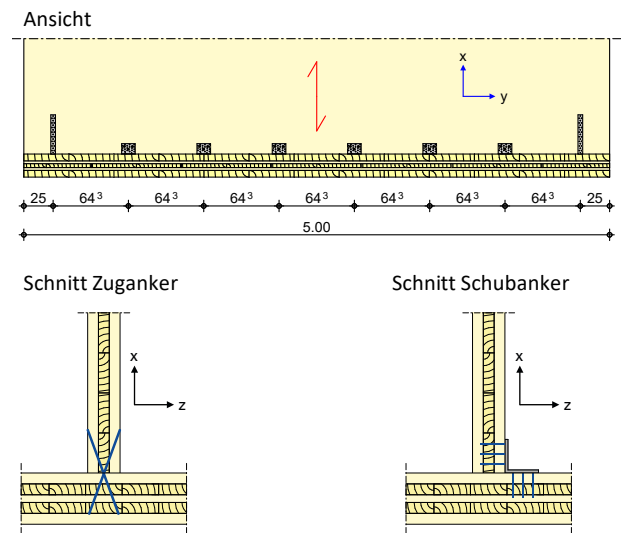 Ansicht
x
y
25 64³ 64³ 64³ 64³ 64³ 64³ 64³ 25
5.00
Schnitt Zuganker
Schnitt Schubanker
x
z
x
z